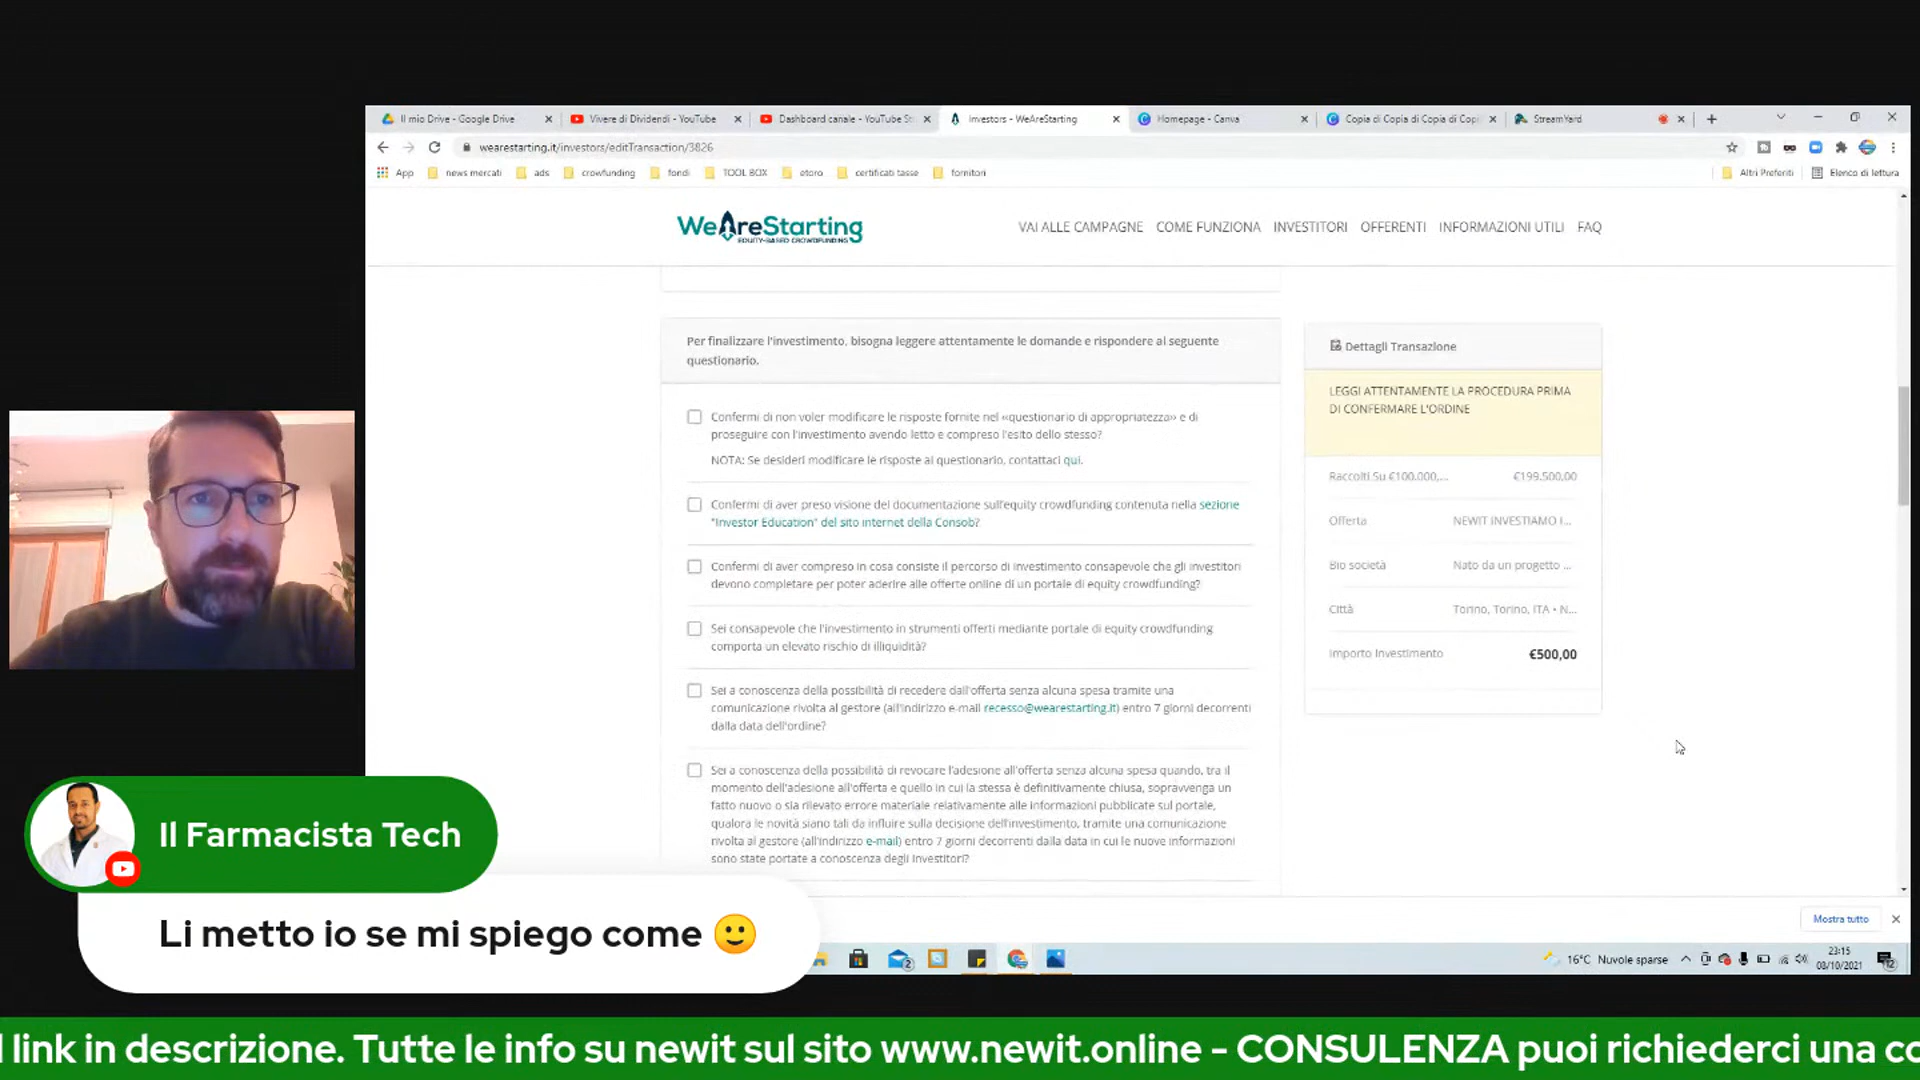 Il mio Drive - Google Drive
Vivere di Dividendi - YouTube
Dashboard canale - YouTube St
Investors - WeAreStarting
Homepage - Canva
Copia di Copia di Copia di Copi
StreamYard
wearestarting.it/investors/editTransaction/3826
App
news mercati
ads
crowfunding
fondi
TOOL BOX
etoro
certificati tasse
fornitori
Altri Preferiti
Elenco di lettura
WeAreStarting
EQUITY-BASED CROWDFUNDING
VAI ALLE CAMPAGNE
COME FUNZIONA
INVESTITORI
OFFERENTI
INFORMAZIONI UTILI
FAQ
Per finalizzare l'investimento, bisogna leggere attentamente le domande e rispondere al seguente
questionario.
Confermi di non voler modificare le risposte fornite nel «questionario di appropriatezza» e di
proseguire con l'investimento avendo letto e compreso l'esito dello stesso?
NOTA: Se desideri modificare le risposte al questionario, contattaci qui.
Confermi di aver preso visione del documentazione sull'equity crowdfunding contenuta nella sezione
"Investor Education" del sito internet della Consob?
Confermi di aver compreso in cosa consiste il percorso di investimento consapevole che gli investitori
devono completare per poter aderire alle offerte online di un portale di equity crowdfunding?
Sei consapevole che l'investimento in strumenti offerti mediante portale di equity crowdfunding
comporta un elevato rischio di illiquidità?
Sei a conoscenza della possibilità di recedere dall'offerta senza alcuna spesa tramite una
comunicazione rivolta al gestore (all'indirizzo e-mail recesso@wearestarting.it) entro 7 giorni decorrenti
dalla data dell'ordine?
Sei a conoscenza della possibilità di revocare l'adesione all'offerta senza alcuna spesa quando, tra il
momento dell'adesione all'offerta e quello in cui la stessa è definitivamente chiusa, sopravvenga un
fatto nuovo o sia rilevato errore materiale relativamente alle informazioni pubblicate sul portale,
qualora le novità siano tali da influire sulla decisione dell'investimento, tramite una comunicazione
rivolta al gestore (all'indirizzo e-mail) entro 7 giorni decorrenti dalla data in cui le nuove informazioni
sono state portate a conoscenza degli investitori?
Dettagli Transazione
LEGGI ATTENTAMENTE LA PROCEDURA PRIMA
DI CONFERMARE L'ORDINE
Raccolti Su €100.000,... €199.500,00
Offerta NEWIT INVESTIAMO I...
Bio società Nato da un progetto ...
Città Torino, Torino, ITA • N...
Importo Investimento €500,00
Mostra tutto
2
16°C Nuvole sparse
23:15
08/10/2021
12
Il Farmacista Tech
Li metto io se mi spiego come 🙂
l link in descrizione. Tutte le info su newit sul sito www.newit.online - CONSULENZA puoi richiederci una co